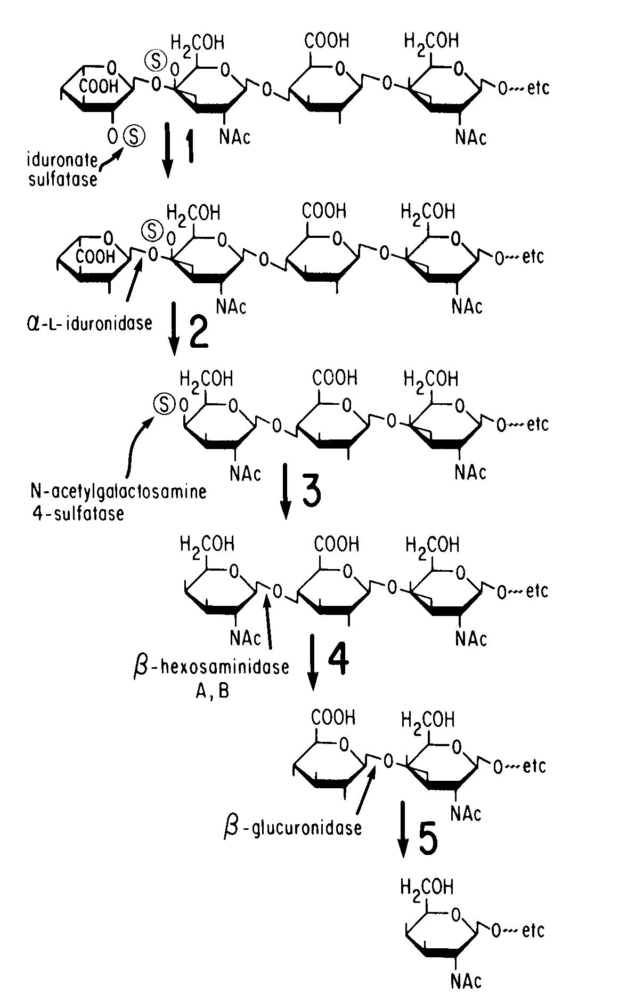 H2COH COOH H2COH
S O O O O
COOH O O O O~~etc
O S NAc NAc
1
iduronate
sulfatase
H2COH COOH H2COH
S O O O O
COOH O O O O~~etc
NAc NAc
α-L-iduronidase
2
H2COH COOH H2COH
S O O O O
O O O~~etc
NAc NAc
N-acetylgalactosamine
4-sulfatase
3
H2COH COOH H2COH
O O O
O O O~~etc
NAc NAc
β-hexosaminidase
A, B
4
COOH H2COH
O O
O O~~etc
NAc
β-glucuronidase
5
H2COH
O
O~~etc
NAc